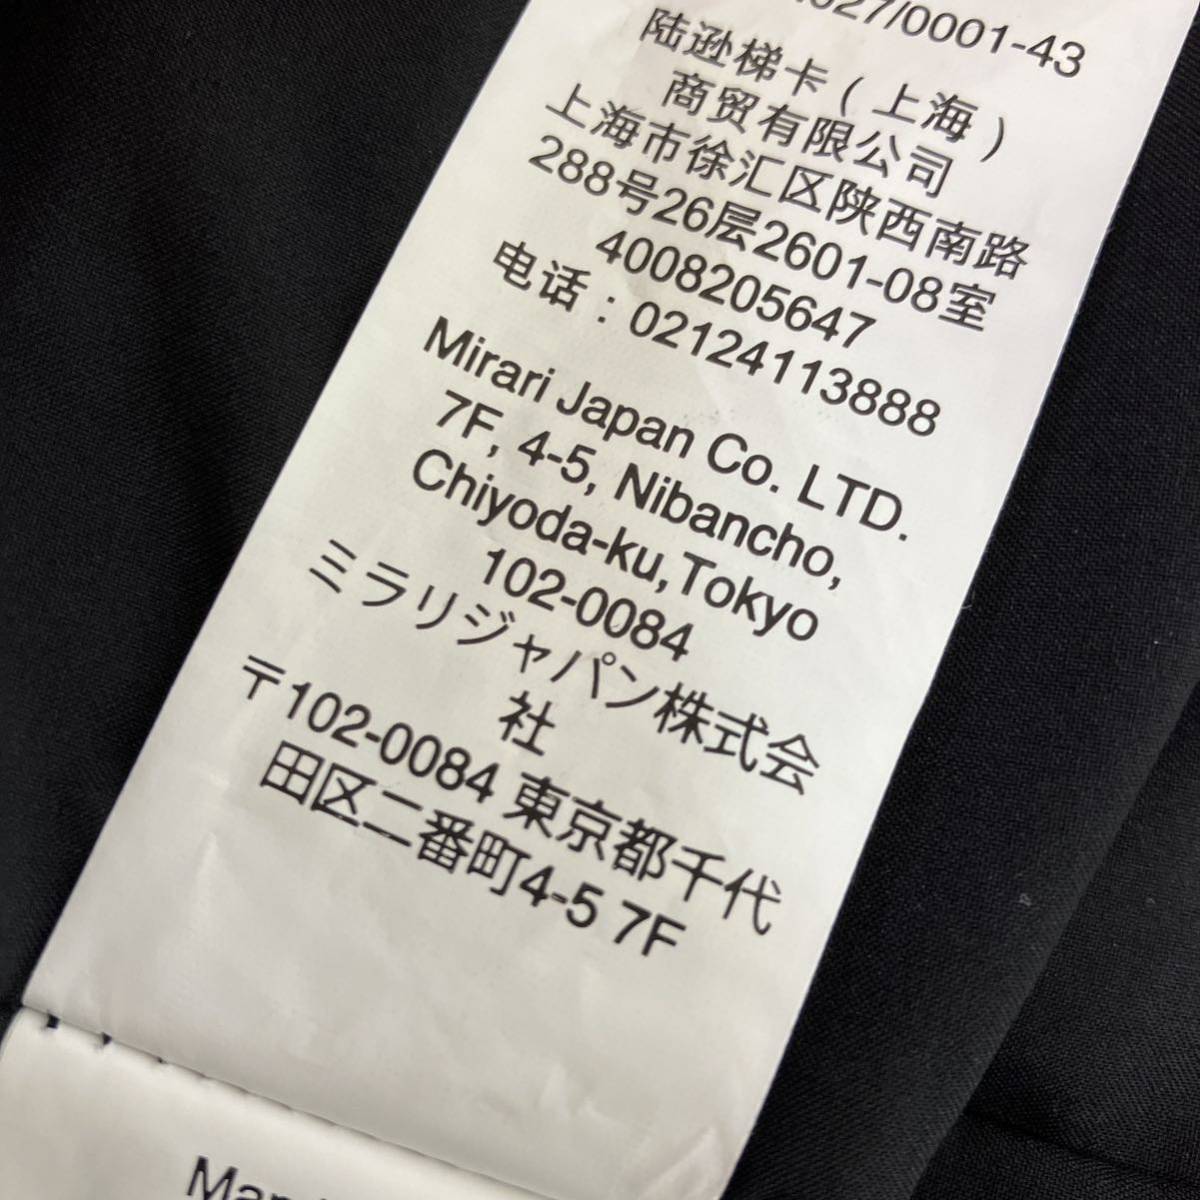 /0001-43
陆逊梯卡（上海）
商贸有限公司
上海市徐汇区陕西南路
288号26层2601-08室
4008205647
电话：02124113888
Mirari Japan Co. LTD.
7F, 4-5, Nibancho,
Chiyoda-ku,Tokyo
102-0084
ミラリジャパン株式会
社
〒102-0084 東京都千代
田区二番町4-5 7F